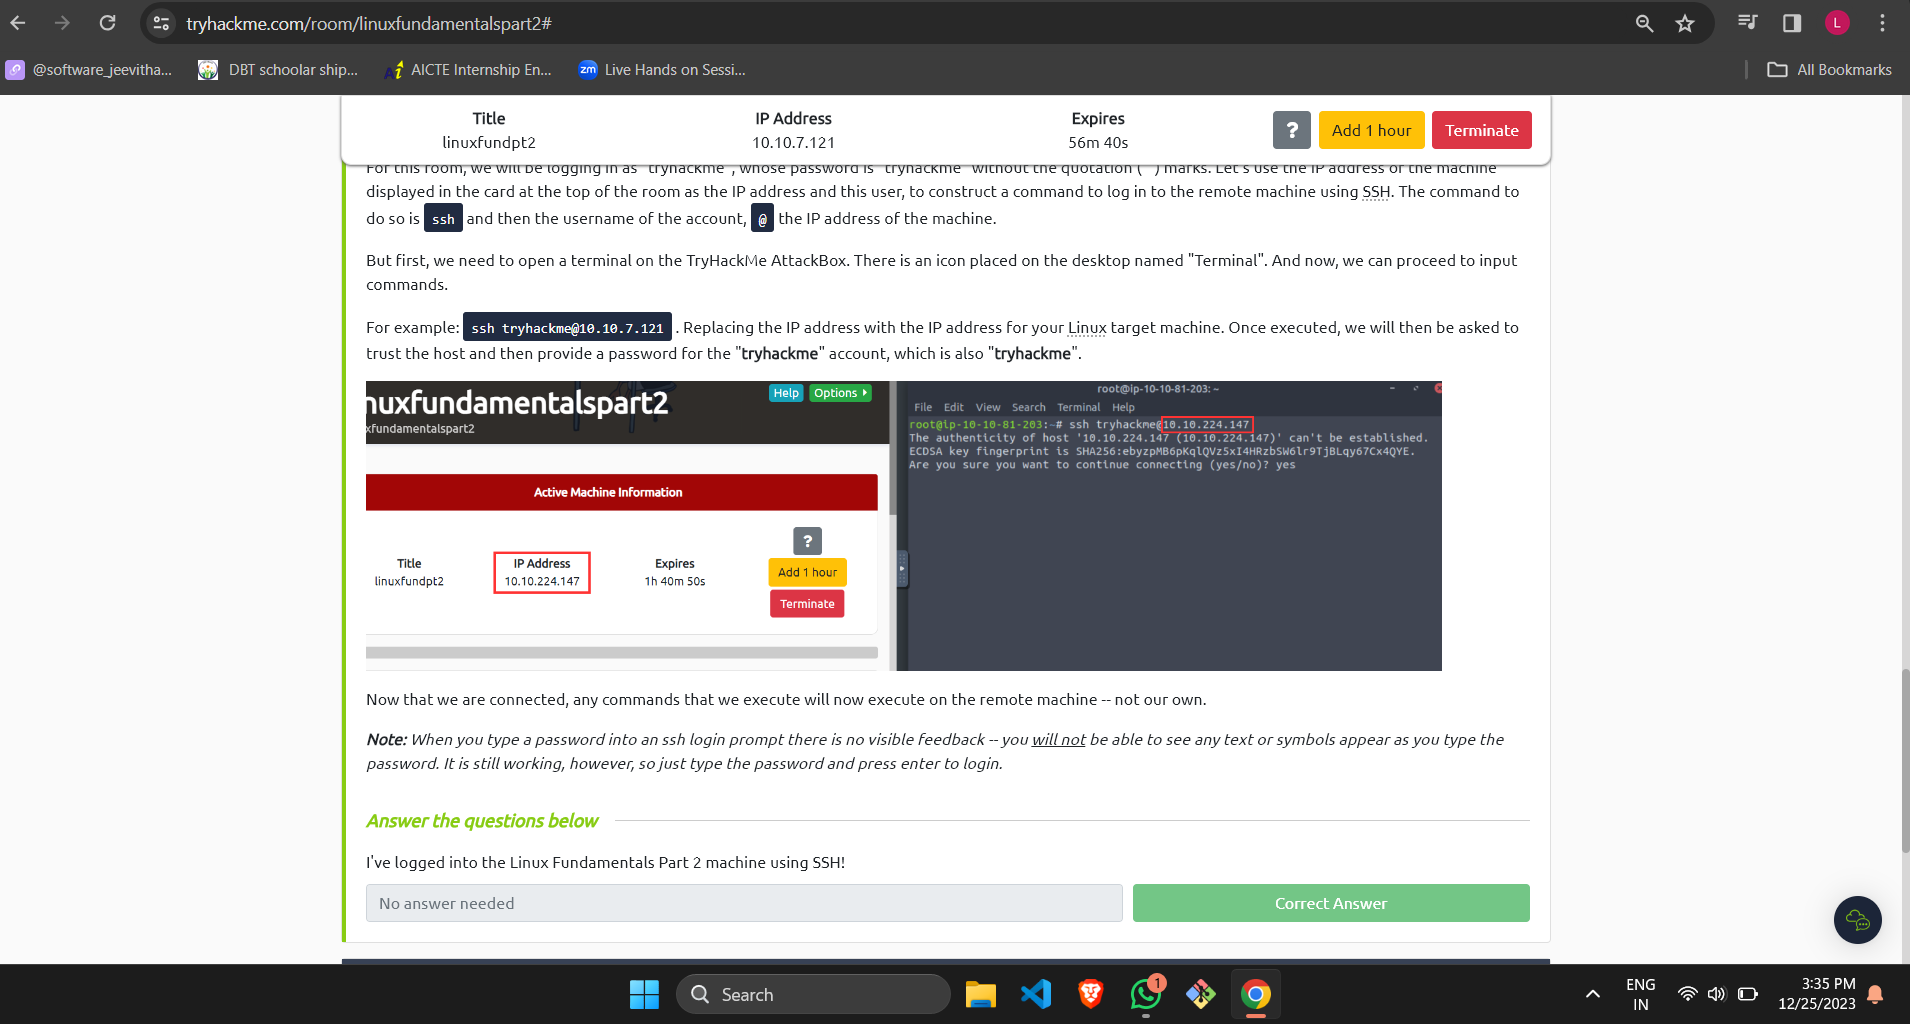 tryhackme.com/room/linuxfundamentalspart2#
L
@software_jeevitha...
DBT schoolar ship...
AICTE Internship En...
zm Live Hands on Sessi...
All Bookmarks
Title IP Address Expires
linuxfundpt2 10.10.7.121 56m 40s
? Add 1 hour Terminate
For this room, we will be logging in as "tryhackme", whose password is "tryhackme" without the quotation (" ") marks. Let's use the IP address of the machine
displayed in the card at the top of the room as the IP address and this user, to construct a command to log in to the remote machine using SSH. The command to
do so is ssh and then the username of the account, @ the IP address of the machine.
But first, we need to open a terminal on the TryHackMe AttackBox. There is an icon placed on the desktop named "Terminal". And now, we can proceed to input
commands.
For example: ssh tryhackme@10.10.7.121 . Replacing the IP address with the IP address for your Linux target machine. Once executed, we will then be asked to
trust the host and then provide a password for the "tryhackme" account, which is also "tryhackme".
nuxfundamentalspart2
xfundamentalspart2
Help Options
Active Machine Information
Title IP Address Expires
linuxfundpt2 10.10.224.147 1h 40m 50s
?
Add 1 hour
Terminate
root@ip-10-10-81-203: ~
File Edit View Search Terminal Help
root@ip-10-10-81-203:~# ssh tryhackme@10.10.224.147
The authenticity of host '10.10.224.147 (10.10.224.147)' can't be established.
ECDSA key fingerprint is SHA256:ebyzpMB6pKqlQVz5xI4HRzbSW6lr9TjBLqy67Cx4QYE.
Are you sure you want to continue connecting (yes/no)? yes
Now that we are connected, any commands that we execute will now execute on the remote machine -- not our own.
Note: When you type a password into an ssh login prompt there is no visible feedback -- you will not be able to see any text or symbols appear as you type the
password. It is still working, however, so just type the password and press enter to login.
Answer the questions below
I've logged into the Linux Fundamentals Part 2 machine using SSH!
No answer needed
Correct Answer
Search
1
ENG
IN
3:35 PM
12/25/2023